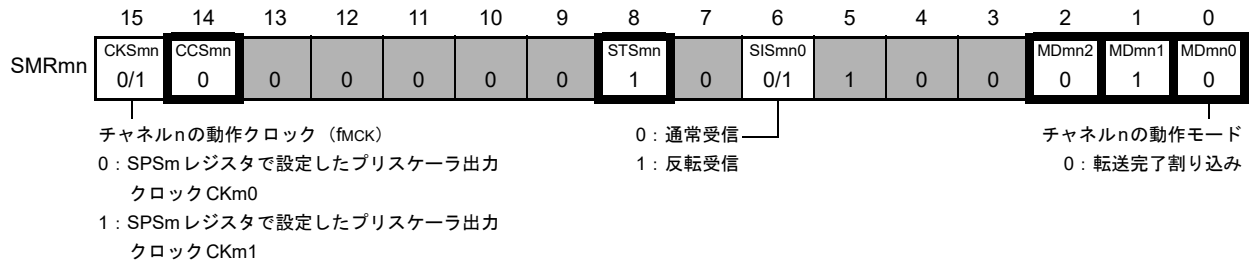 15 14 13 12 11 10 9 8 7 6 5 4 3 2 1 0
SMRmn
CKSmn CCSmn STSmn SISmn0 MDmn2 MDmn1 MDmn0
0/1 0 0 0 0 0 0 1 0 0/1 1 0 0 0 1 0
チャネルnの動作クロック（fMCK）
0：SPSmレジスタで設定したプリスケーラ出力
クロックCKm0
1：SPSmレジスタで設定したプリスケーラ出力
クロックCKm1
0：通常受信
1：反転受信
チャネルnの動作モード
0：転送完了割り込み